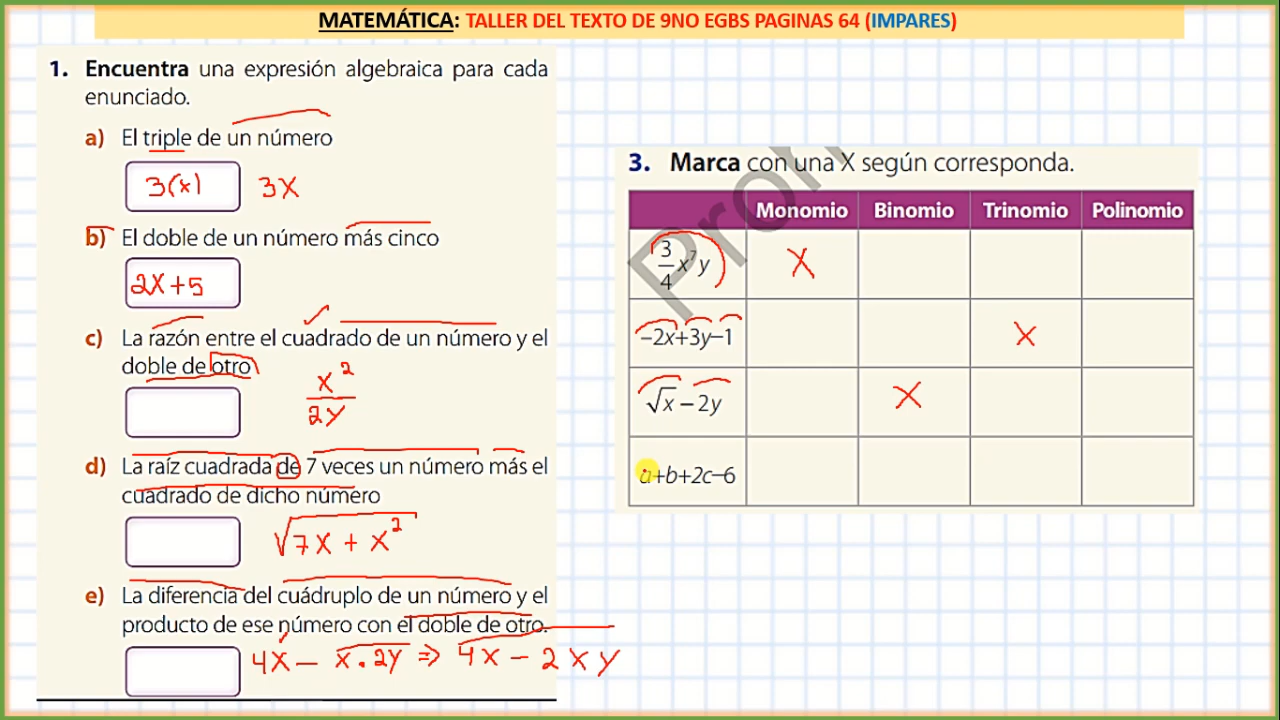 MATEMÁTICA: TALLER DEL TEXTO DE 9NO EGBS PAGINAS 64 (IMPARES)
1. Encuentra una expresión algebraica para cada
enunciado.
a) El triple de un número
3(x) 3X
b) El doble de un número más cinco
2X+5
c) La razón entre el cuadrado de un número y el
doble de otro
x²
2y
d) La raíz cuadrada de 7 veces un número más el
cuadrado de dicho número
√7X + x²
e) La diferencia del cuádruplo de un número y el
producto de ese número con el doble de otro.
4X − x . 2y ⇒ 4X − 2xy
3. Marca con una X según corresponda.
Monomio Binomio Trinomio Polinomio
3/4 x⁷y X
−2x+3y−1 X
√x − 2y X
a+b+2c−6
Pron